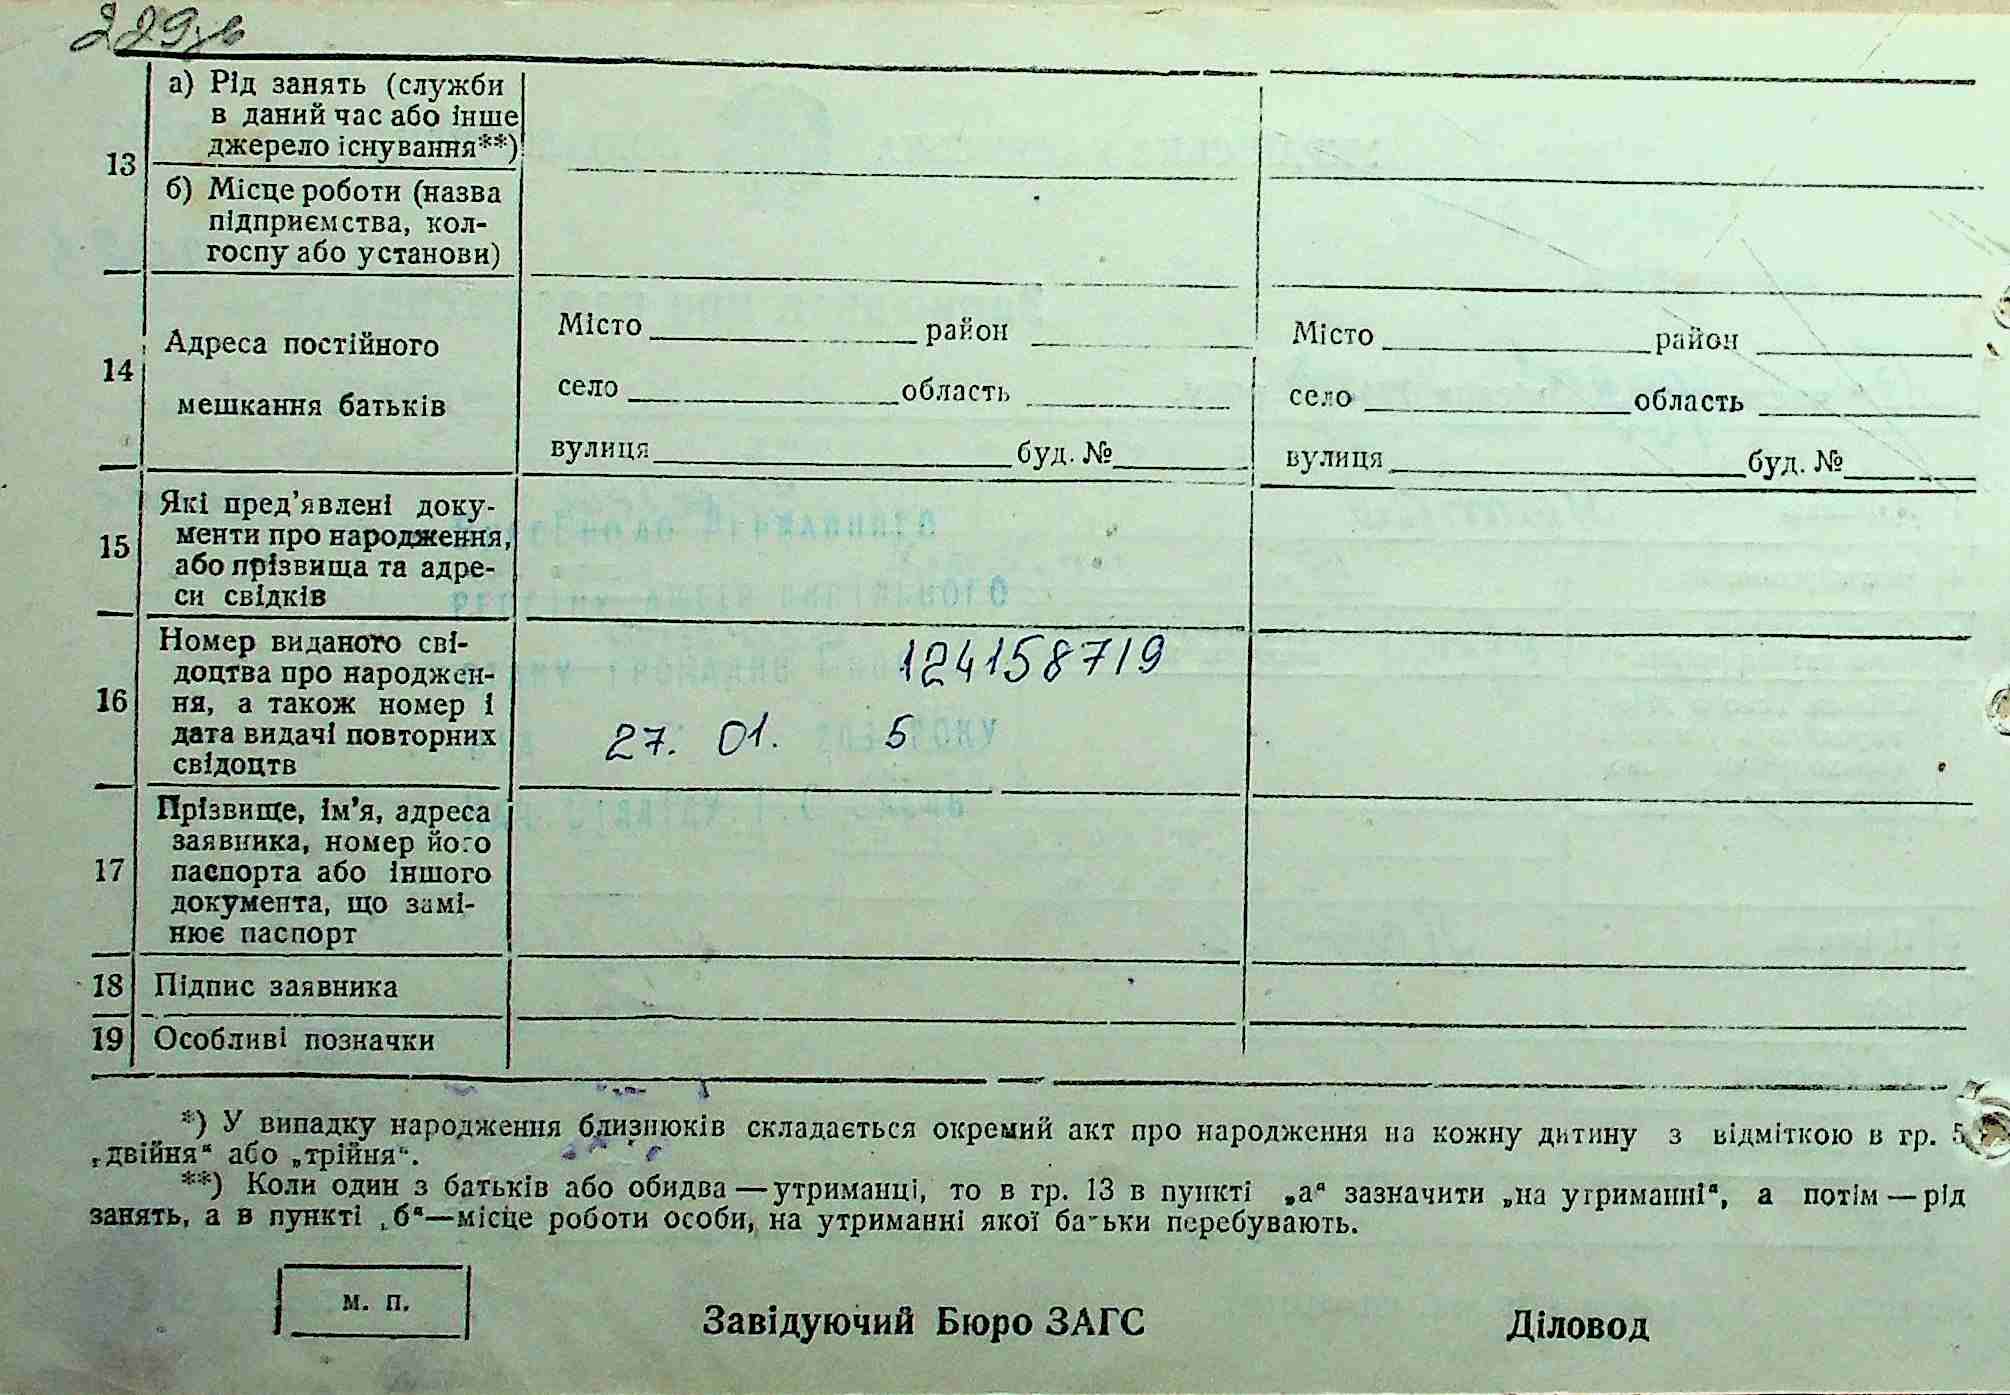 229зв
13
а) Рід занять (служби
в даний час або інше
джерело існування**)
б) Місце роботи (назва
підприємства, кол-
госпу або установи)
14
Адреса постійного
мешкання батьків
Місто район
село область
вулиця буд. №
Місто район
село область
вулиця буд. №
15
Які пред’явлені доку-
менти про народження,
або прізвища та адре-
си свідків
16
Номер виданого сві-
доцтва про народжен-
ня, а також номер і
дата видачі повторних
свідоцтв
124158719
27. 01. 5
17
Прізвище, ім’я, адреса
заявника, номер його
паспорта або іншого
документа, що замі-
нює паспорт
18 Підпис заявника
19 Особливі позначки
*) У випадку народження близнюків складається окремий акт про народження на кожну дитину з відміткою в гр. 5
„двійня“ або „трійня“.
**) Коли один з батьків або обидва — утриманці, то в гр. 13 в пункті „а“ зазначити „на утриманні“, а потім — рід
занять, а в пункті „б“—місце роботи особи, на утриманні якої батьки перебувають.
м. п.
Завідуючий Бюро ЗАГС
Діловод